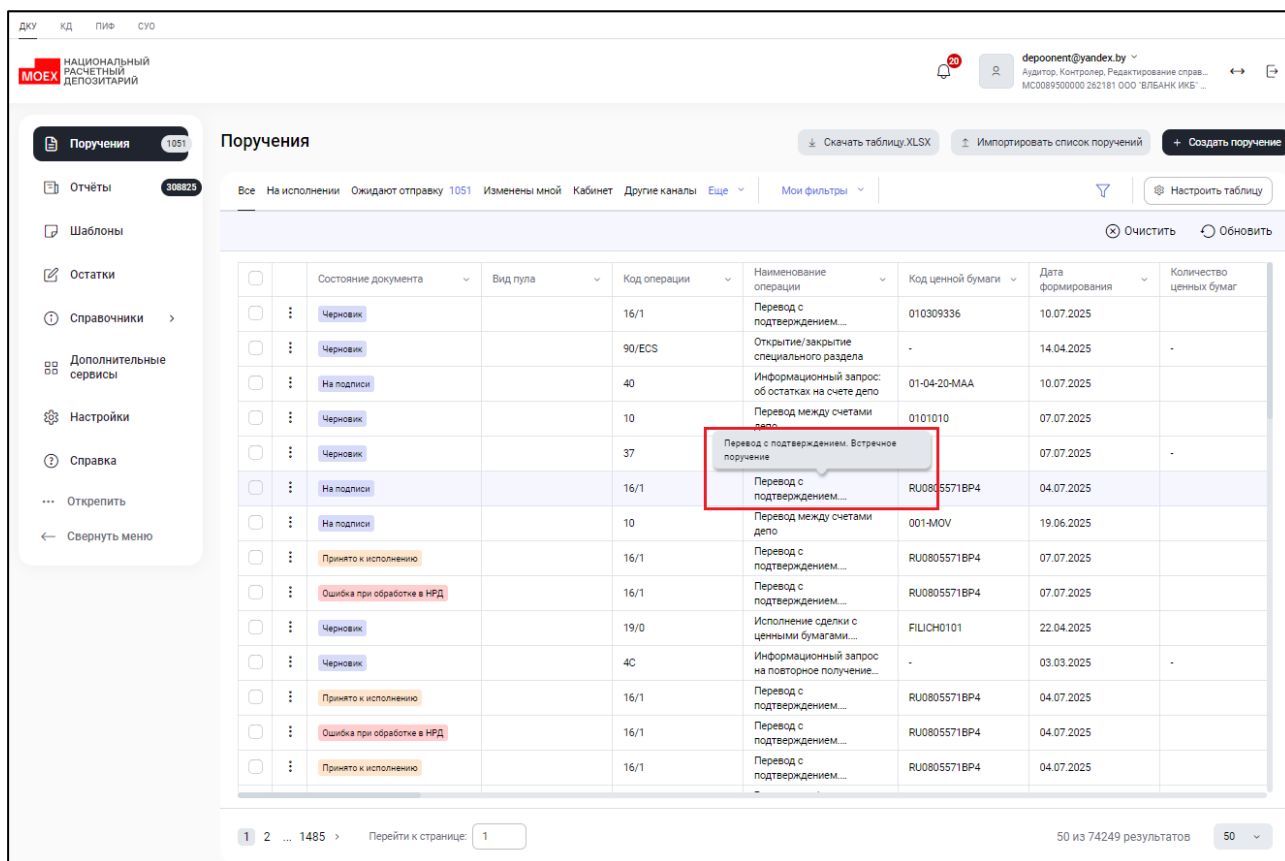 ДКУ КД ПИФ СУО
MOEX НАЦИОНАЛЬНЫЙ
РАСЧЕТНЫЙ
ДЕПОЗИТАРИЙ
20
depoonent@yandex.by
Аудитор, Контролер, Редактирование справ...
MC0089500000 262181 ООО "ВЛБАНК ИКБ" ...
Поручения 1051
Отчёты 308825
Шаблоны
Остатки
Справочники
Дополнительные
сервисы
Настройки
Справка
Открепить
Свернуть меню
Поручения
Скачать таблицу.XLSX
Импортировать список поручений
+ Создать поручение
Все На исполнении Ожидают отправку 1051 Изменены мной Кабинет Другие каналы Еще Мои фильтры
Настроить таблицу
Очистить Обновить
Состояние документа Вид пула Код операции Наименование операции Код ценной бумаги Дата формирования Количество ценных бумаг
Черновик 16/1 Перевод с подтверждением.... 010309336 10.07.2025
Черновик 90/ECS Открытие/закрытие специального раздела - 14.04.2025 -
На подписи 40 Информационный запрос: об остатках на счете депо 01-04-20-MAA 10.07.2025
Черновик 10 Перевод между счетами депо 0101010 07.07.2025
Перевод с подтверждением. Встречное
поручение
Черновик 37 07.07.2025 -
На подписи 16/1 Перевод с подтверждением.... RU0805571BP4 04.07.2025
На подписи 10 Перевод между счетами депо 001-MOV 19.06.2025
Принято к исполнению 16/1 Перевод с подтверждением.... RU0805571BP4 07.07.2025
Ошибка при обработке в НРД 16/1 Перевод с подтверждением.... RU0805571BP4 07.07.2025
Черновик 19/0 Исполнение сделки с ценными бумагами.... FILICH0101 22.04.2025
Черновик 4C Информационный запрос на повторное получение... - 03.03.2025 -
Принято к исполнению 16/1 Перевод с подтверждением.... RU0805571BP4 04.07.2025
Ошибка при обработке в НРД 16/1 Перевод с подтверждением.... RU0805571BP4 04.07.2025
Принято к исполнению 16/1 Перевод с подтверждением.... RU0805571BP4 04.07.2025
1 2 ... 1485 > Перейти к странице: 1
50 из 74249 результатов 50